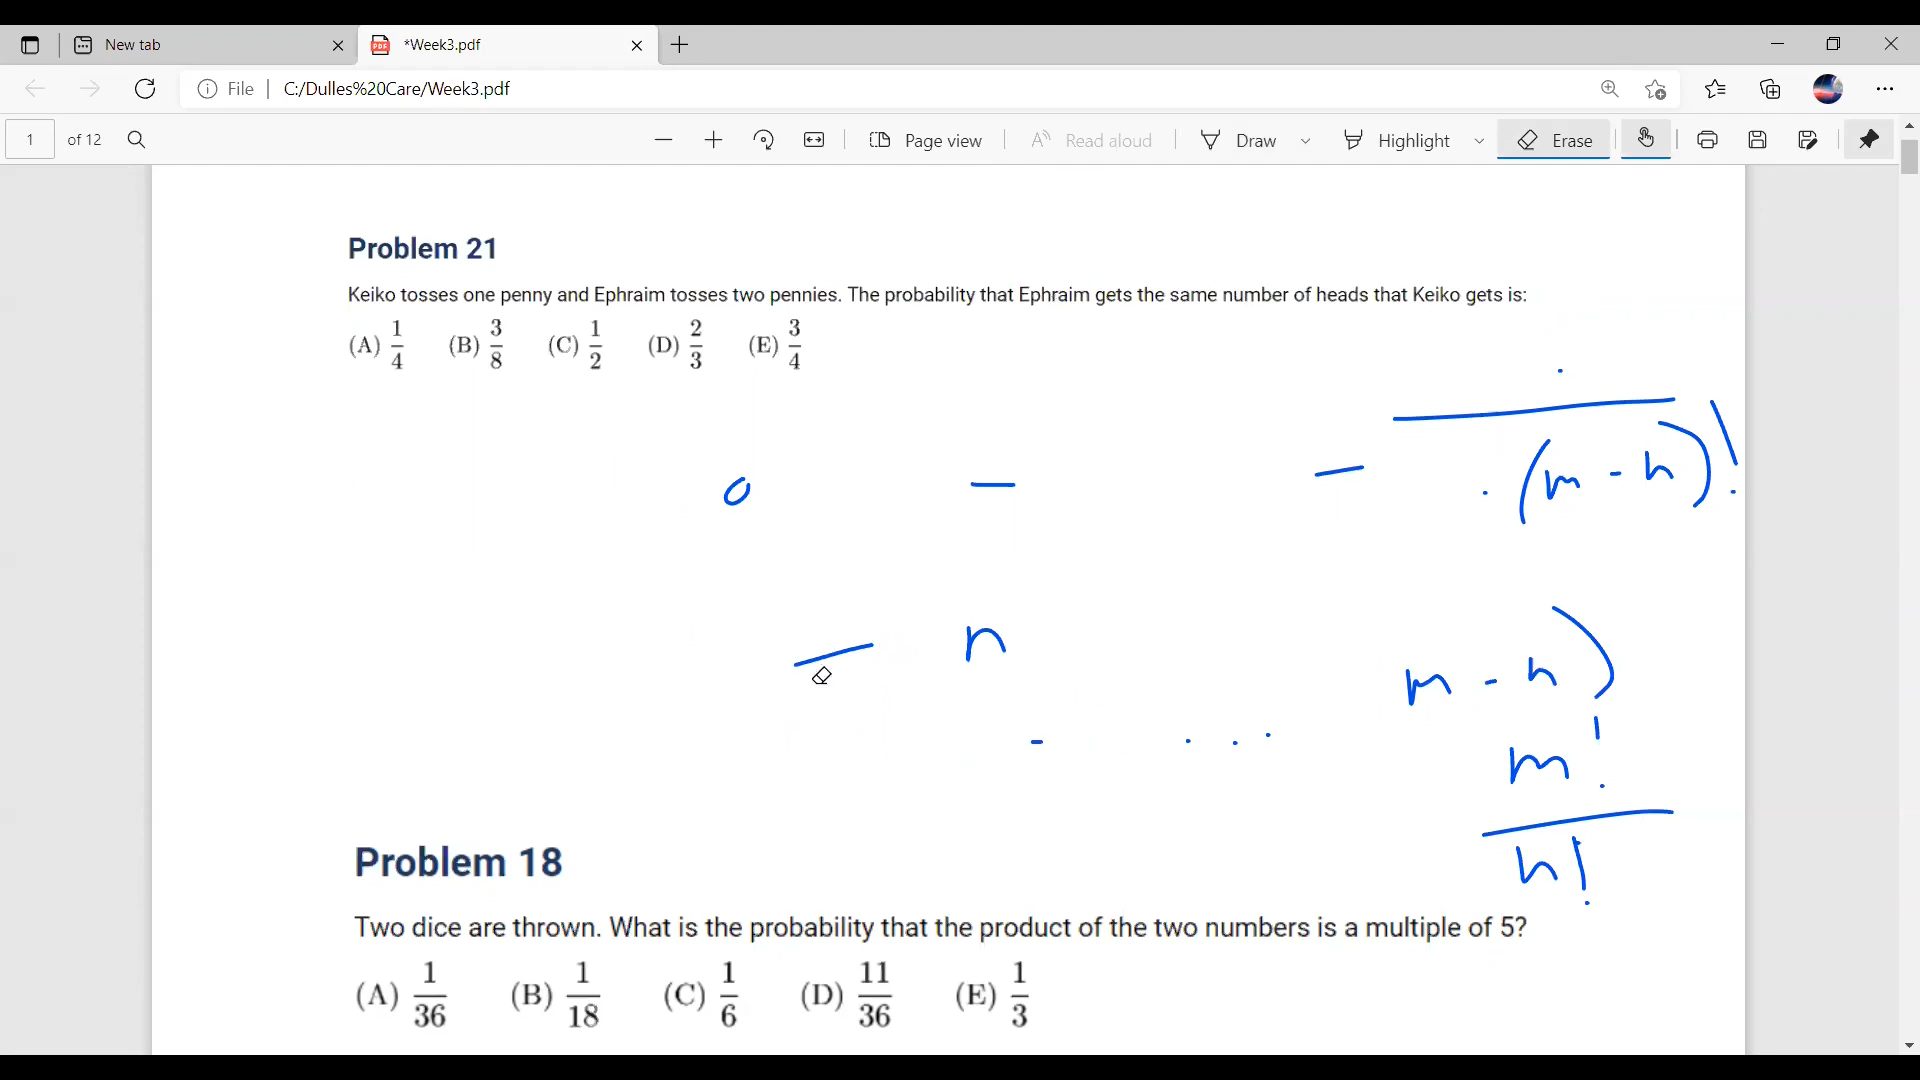 New tab
*Week3.pdf
File | C:/Dulles%20Care/Week3.pdf
1 of 12
Page view
Read aloud
Draw
Highlight
Erase
Problem 21
Keiko tosses one penny and Ephraim tosses two pennies. The probability that Ephraim gets the same number of heads that Keiko gets is:
(A) 1/4 (B) 3/8 (C) 1/2 (D) 2/3 (E) 3/4
(m - n)!
n
m - n)
m!
n!
Problem 18
Two dice are thrown. What is the probability that the product of the two numbers is a multiple of 5?
(A) 1/36 (B) 1/18 (C) 1/6 (D) 11/36 (E) 1/3